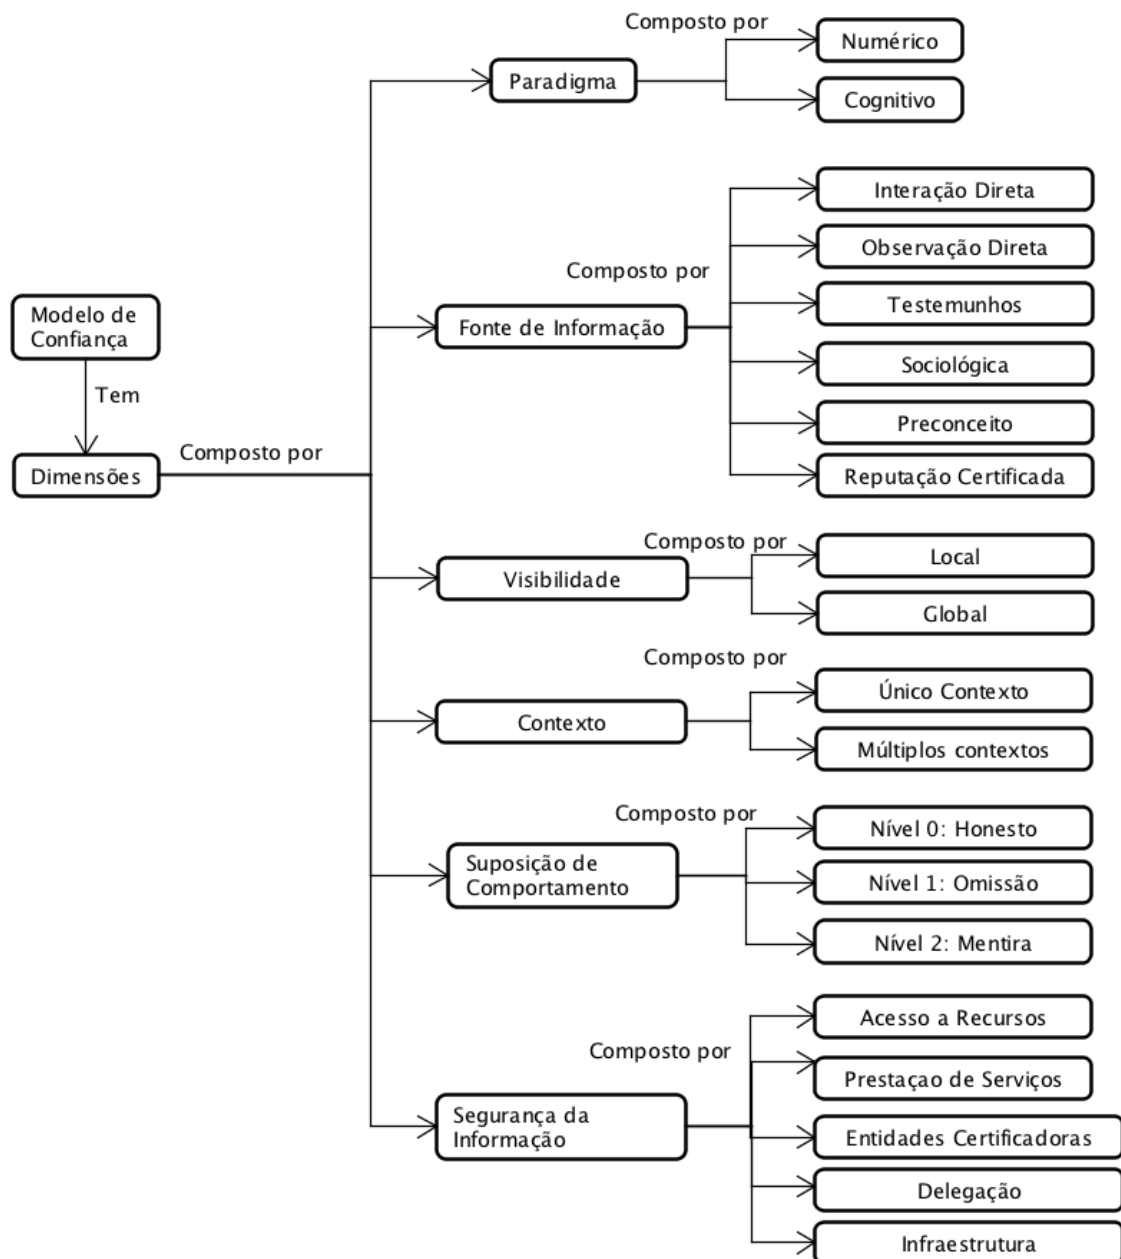 Composto por
Numérico
Paradigma
Cognitivo
Interação Direta
Observação Direta
Composto por
Modelo de
Confiança
Fonte de Informação
Testemunhos
Sociológica
Tem
Preconceito
Composto por
Dimensões
Reputação Certificada
Composto por
Local
Visibilidade
Global
Composto por
Único Contexto
Contexto
Múltiplos contextos
Composto por
Nível 0: Honesto
Suposição de
Comportamento
Nível 1: Omissão
Nível 2: Mentira
Acesso a Recursos
Composto por
Prestaçao de Serviços
Segurança da
Informação
Entidades Certificadoras
Delegação
Infraestrutura